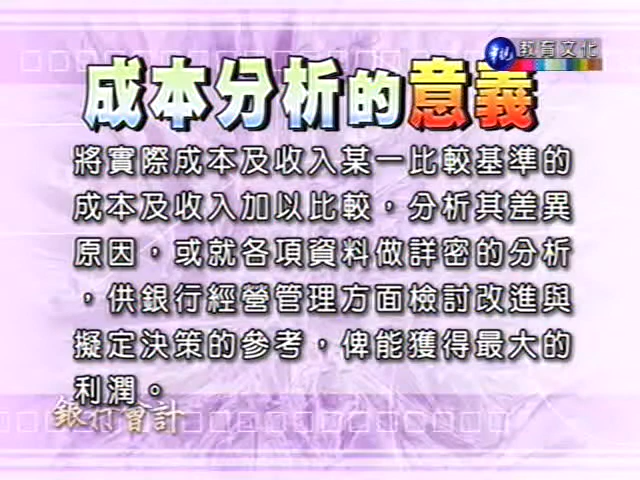 華視 教育文化
成本分析的意義
將實際成本及收入某一比較基準的
成本及收入加以比較，分析其差異
原因，或就各項資料做詳密的分析
，供銀行經營管理方面檢討改進與
擬定決策的參考，俾能獲得最大的
利潤。
銀行會計